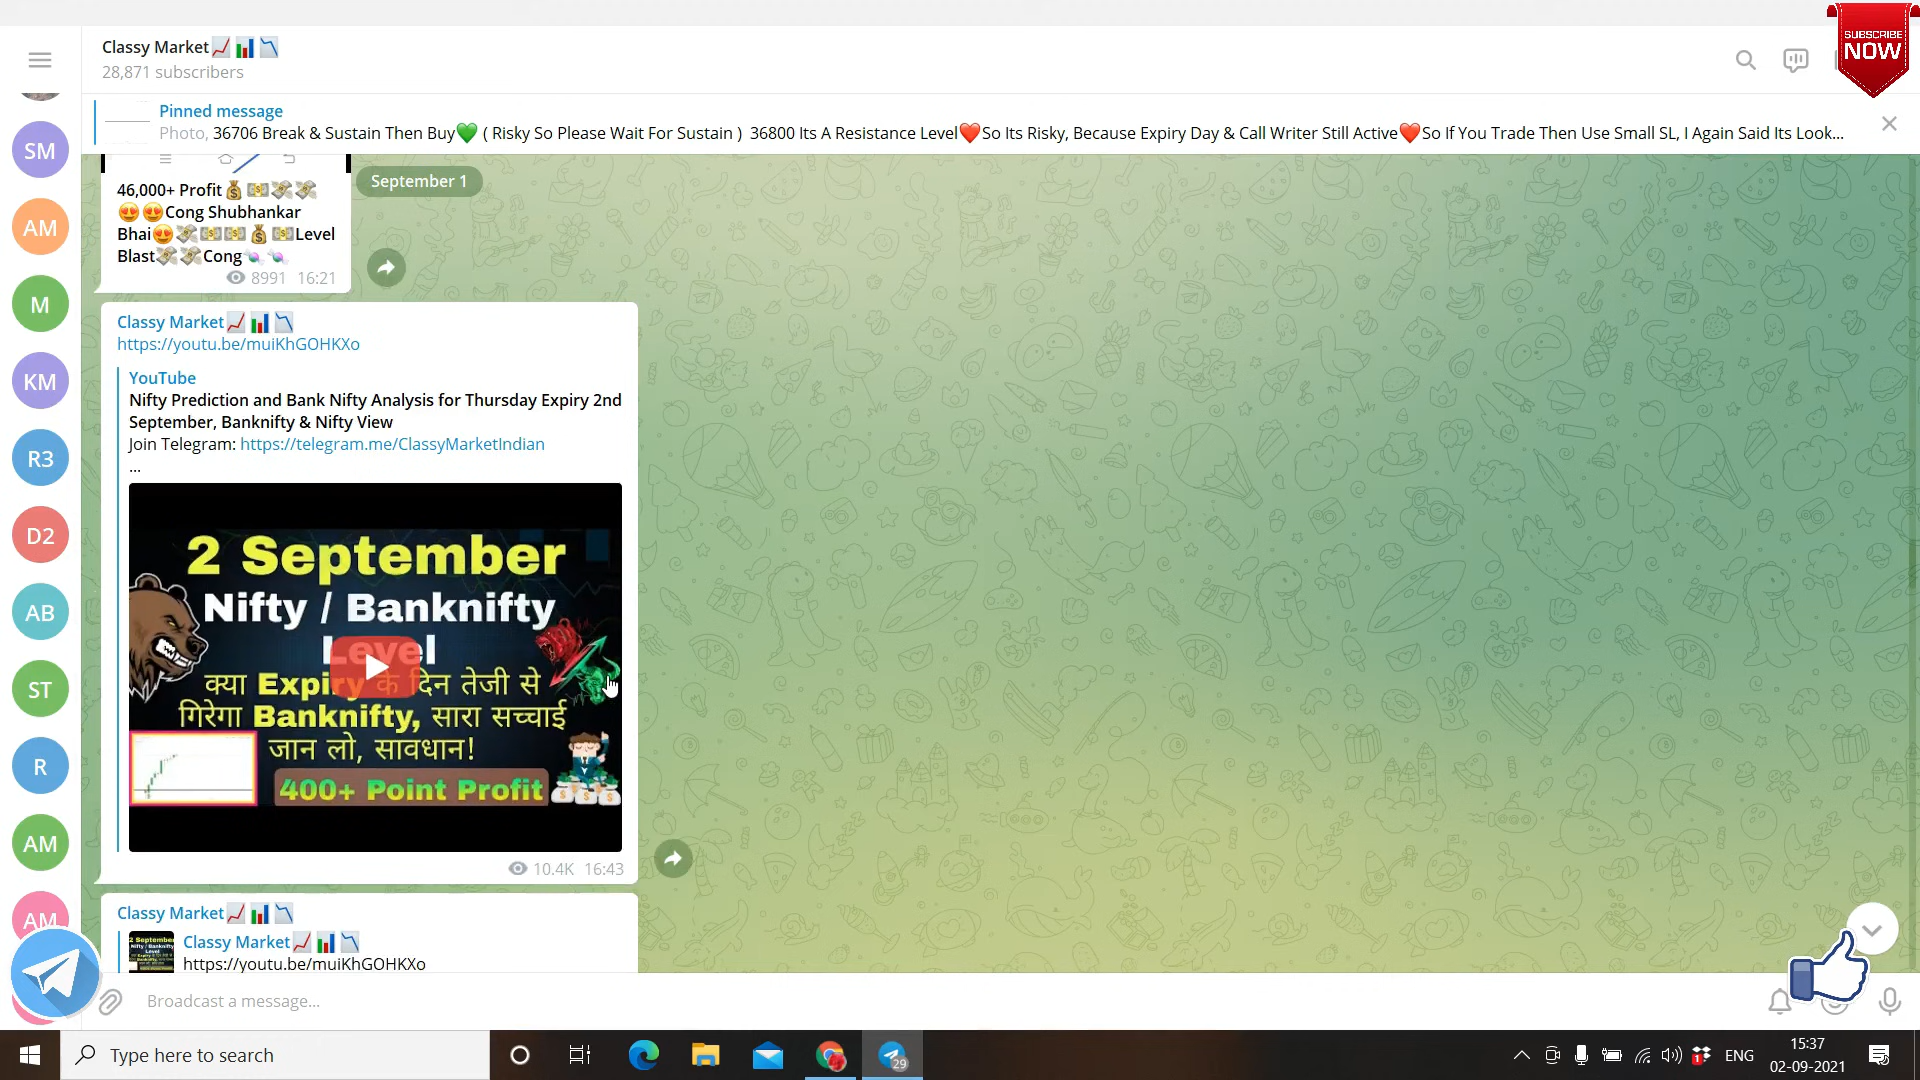 Classy Market📈📊📉
28,871 subscribers
SUBSCRIBE
NOW
Pinned message
Photo, 36706 Break & Sustain Then Buy💚 ( Risky So Please Wait For Sustain ) 36800 Its A Resistance Level❤️So Its Risky, Because Expiry Day & Call Writer Still Active❤️So If You Trade Then Use Small SL, I Again Said Its Look...
September 1
46,000+ Profit💰💵💸💸
😍😍Cong Shubhankar
Bhai😍💸💵💵💰💵Level
Blast💸💸Cong🍬🍬
8991 16:21
Classy Market📈📊📉
https://youtu.be/muiKhGOHKXo
YouTube
Nifty Prediction and Bank Nifty Analysis for Thursday Expiry 2nd
September, Banknifty & Nifty View
Join Telegram: https://telegram.me/ClassyMarketIndian
...
2 September
Nifty / Banknifty
Level
क्या Expiry के दिन तेजी से
गिरेगा Banknifty, सारा सच्चाई
जान लो, सावधान!
400+ Point Profit
10.4K 16:43
Classy Market📈📊📉
Classy Market📈📊📉
https://youtu.be/muiKhGOHKXo
SM
AM
M
KM
R3
D2
AB
ST
R
AM
AM
Broadcast a message...
Type here to search
29
1
ENG
15:37
02-09-2021